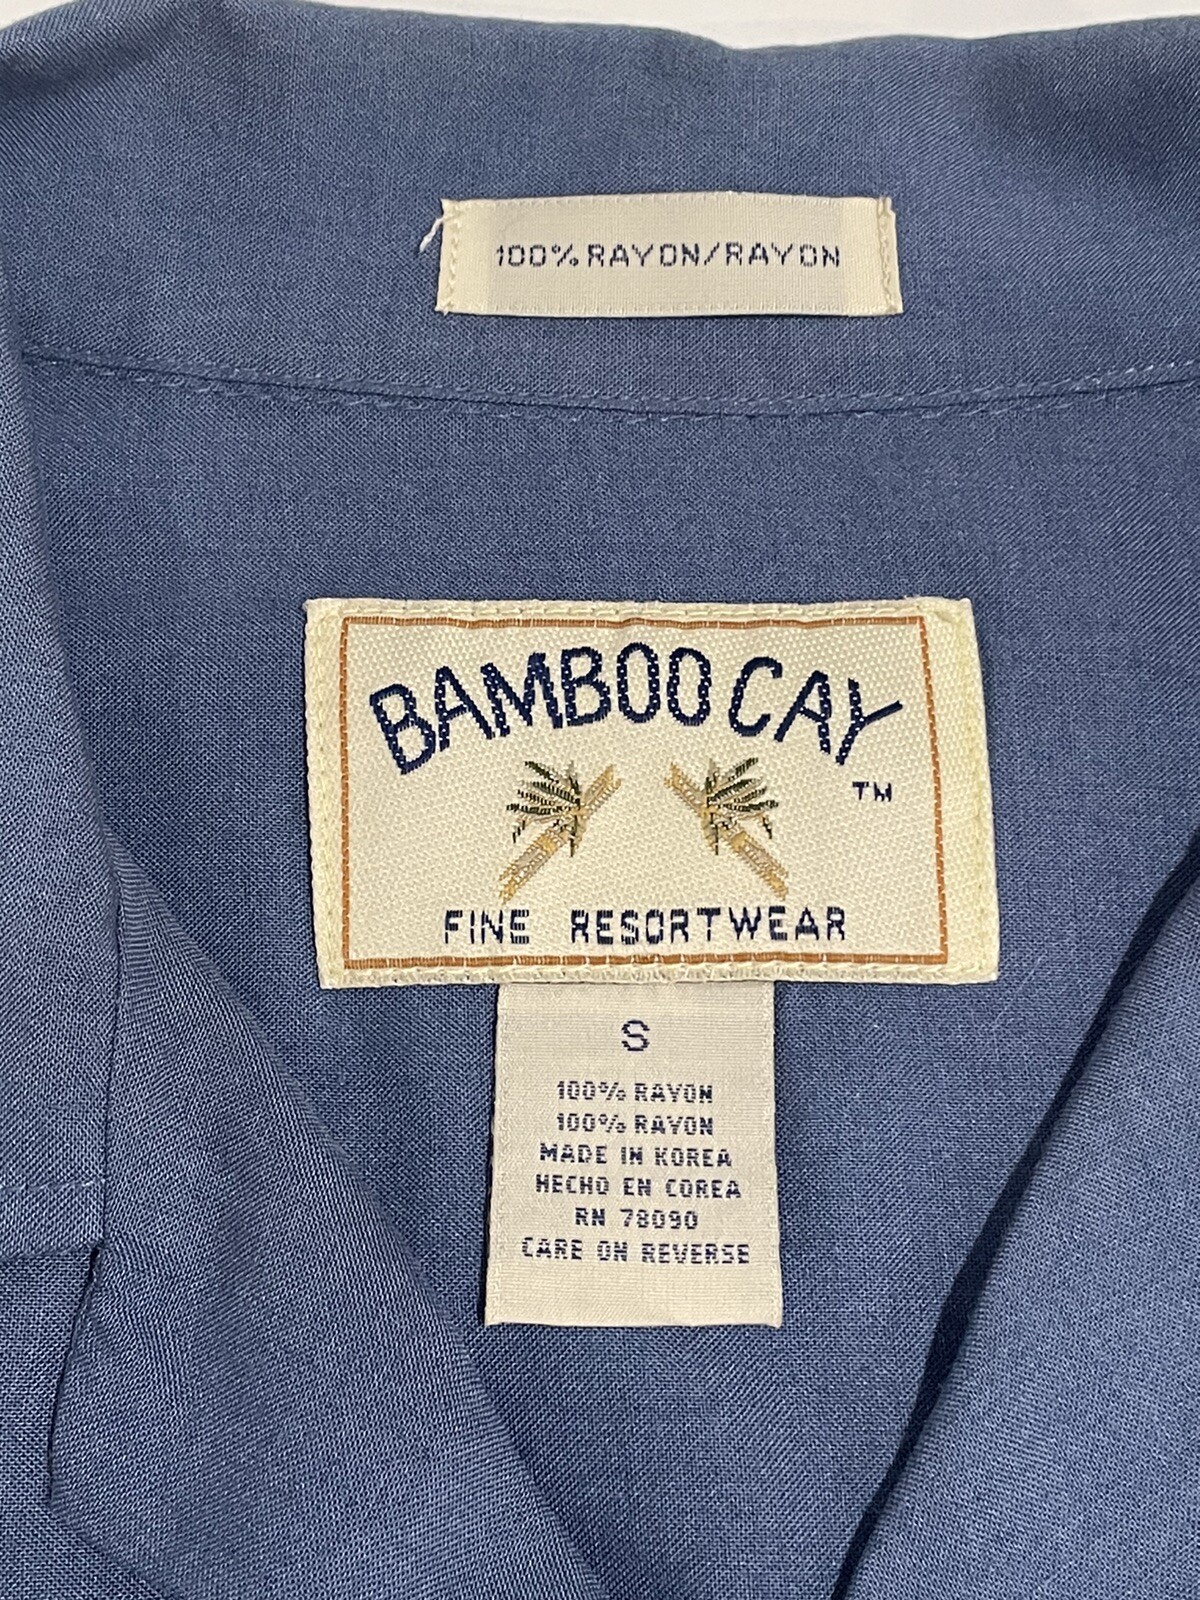 100% RAYON/RAYON
BAMBOO CAY
TM
FINE RESORTWEAR
S
100% RAYON
100% RAYON
MADE IN KOREA
HECHO EN COREA
RN 78090
CARE ON REVERSE